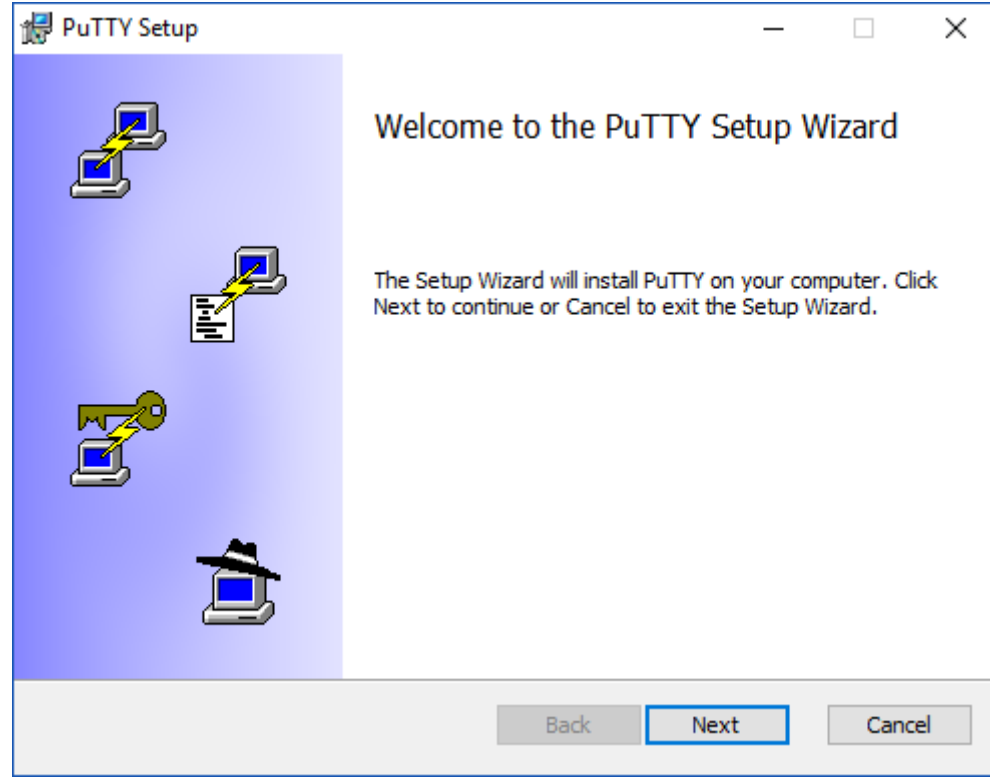 PuTTY Setup
Welcome to the PuTTY Setup Wizard
The Setup Wizard will install PuTTY on your computer. Click
Next to continue or Cancel to exit the Setup Wizard.
Back
Next
Cancel